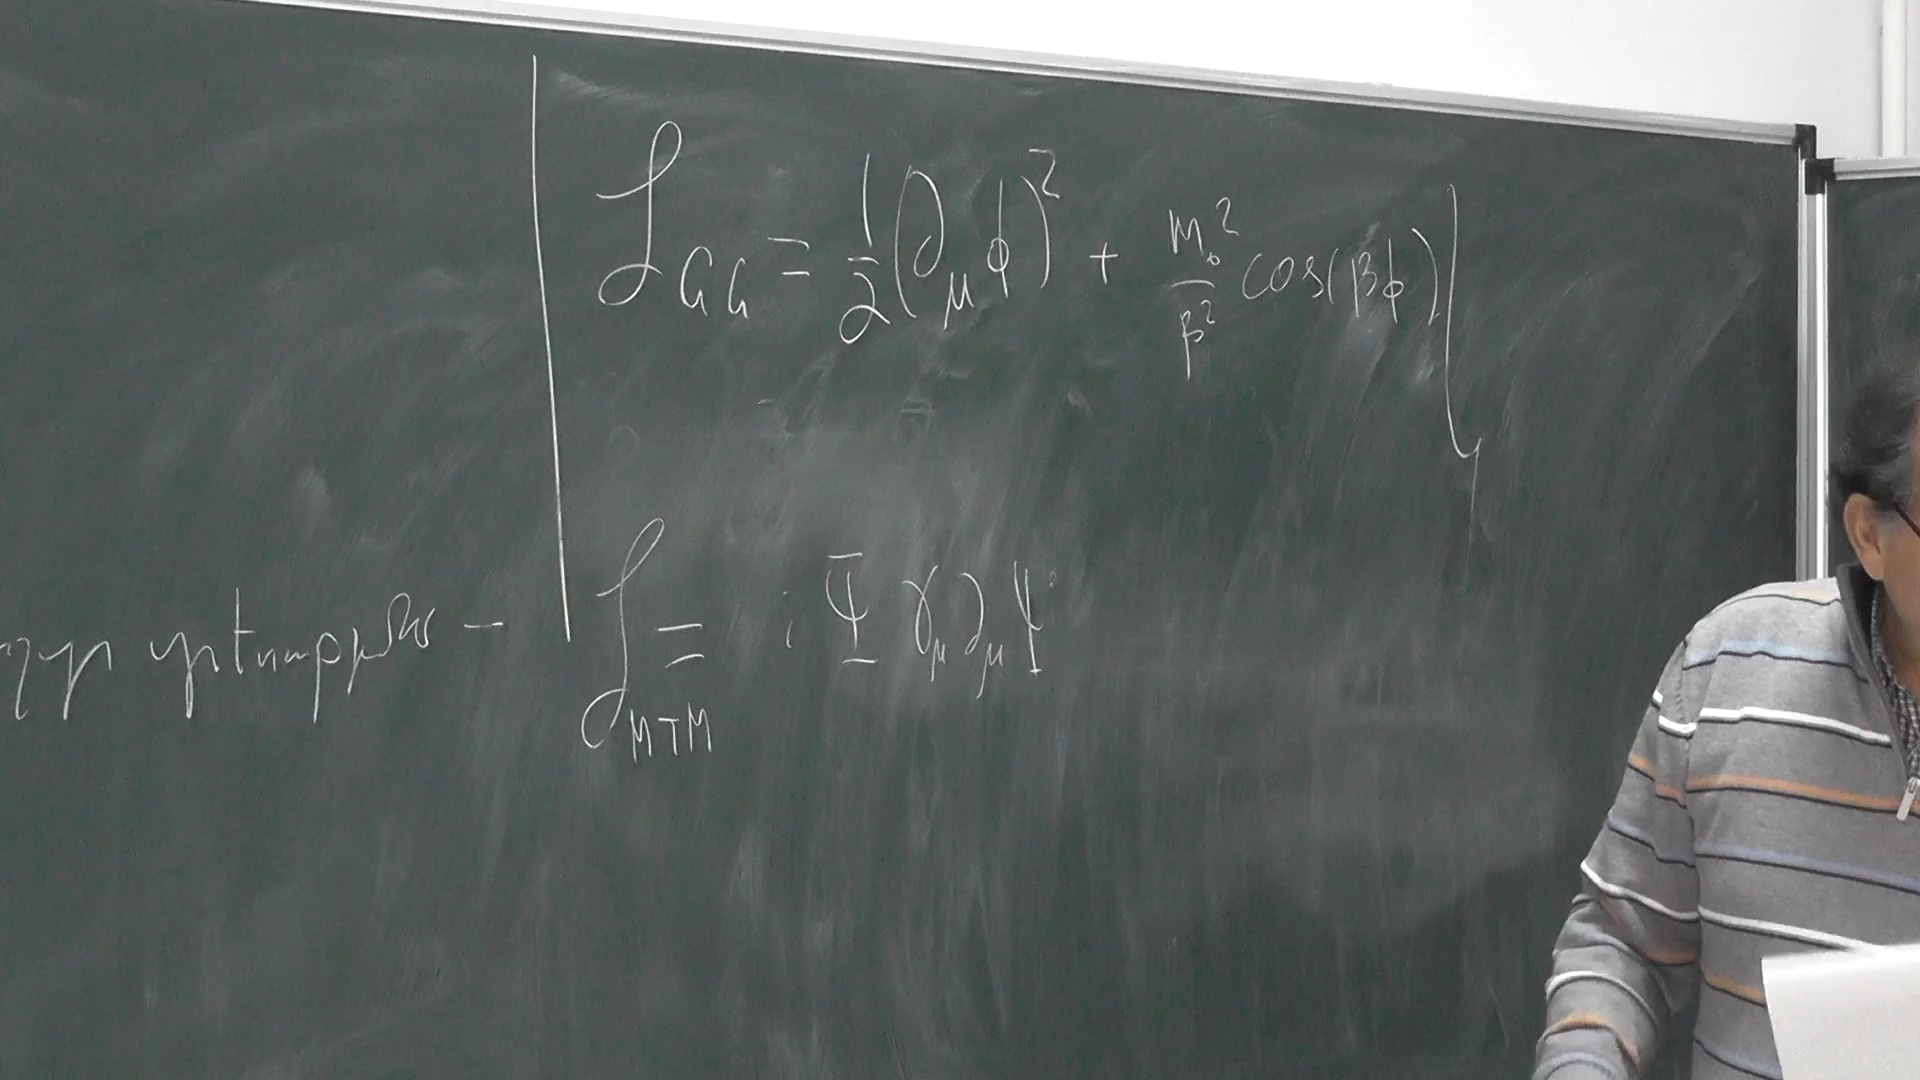 ℒ_GG = 1/2 (∂_μ ϕ)^2 + m_0^2/β^2 cos(βϕ)
ℒ_MTM = i Ψ̄ γ_μ ∂_μ Ψ